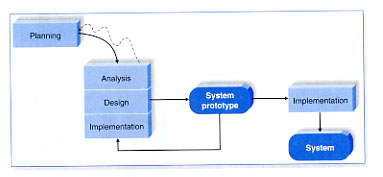 Planning
Analysis
Design
Implementation
System
prototype
Implementation
System